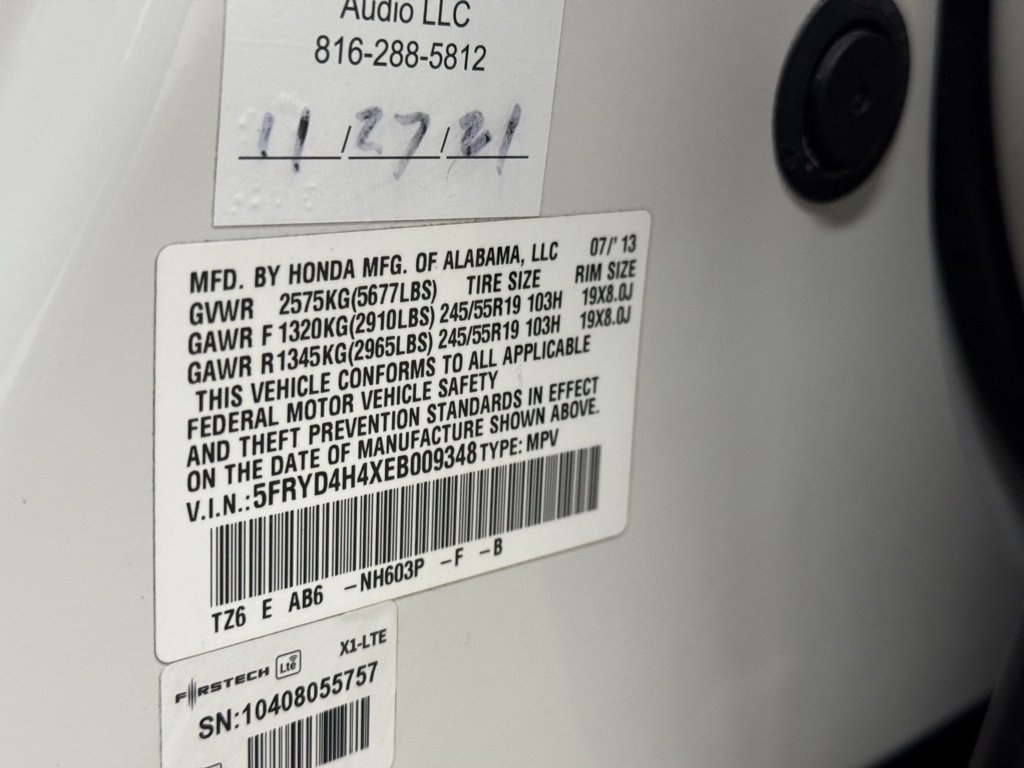 Audio LLC
816-288-5812
11/27/21
MFD. BY HONDA MFG. OF ALABAMA, LLC 07/' 13
GVWR 2575KG(5677LBS) TIRE SIZE RIM SIZE
GAWR F 1320KG(2910LBS) 245/55R19 103H 19X8.0J
GAWR R1345KG(2965LBS) 245/55R19 103H 19X8.0J
THIS VEHICLE CONFORMS TO ALL APPLICABLE
FEDERAL MOTOR VEHICLE SAFETY
AND THEFT PREVENTION STANDARDS IN EFFECT
ON THE DATE OF MANUFACTURE SHOWN ABOVE.
V.I.N.:5FRYD4H4XEB009348 TYPE: MPV
TZ6 E AB6 -NH603P -F -B
FIRSTECH Lte X1-LTE
SN:10408055757